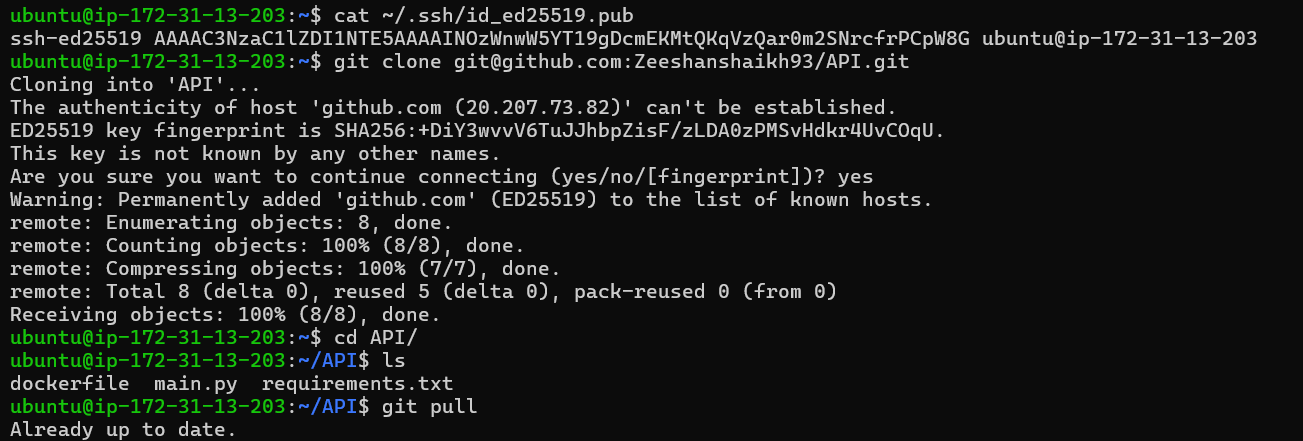 ubuntu@ip-172-31-13-203:~$ cat ~/.ssh/id_ed25519.pub
ssh-ed25519 AAAAC3NzaC1lZDI1NTE5AAAAINOzWnwW5YT19gDcmEKMtQKqVzQar0m2SNrcfrPCpW8G ubuntu@ip-172-31-13-203
ubuntu@ip-172-31-13-203:~$ git clone git@github.com:Zeeshanshaikh93/API.git
Cloning into 'API'...
The authenticity of host 'github.com (20.207.73.82)' can't be established.
ED25519 key fingerprint is SHA256:+DiY3wvvV6TuJJhbpZisF/zLDA0zPMSvHdkr4UvCOqU.
This key is not known by any other names.
Are you sure you want to continue connecting (yes/no/[fingerprint])? yes
Warning: Permanently added 'github.com' (ED25519) to the list of known hosts.
remote: Enumerating objects: 8, done.
remote: Counting objects: 100% (8/8), done.
remote: Compressing objects: 100% (7/7), done.
remote: Total 8 (delta 0), reused 5 (delta 0), pack-reused 0 (from 0)
Receiving objects: 100% (8/8), done.
ubuntu@ip-172-31-13-203:~$ cd API/
ubuntu@ip-172-31-13-203:~/API$ ls
dockerfile  main.py  requirements.txt
ubuntu@ip-172-31-13-203:~/API$ git pull
Already up to date.